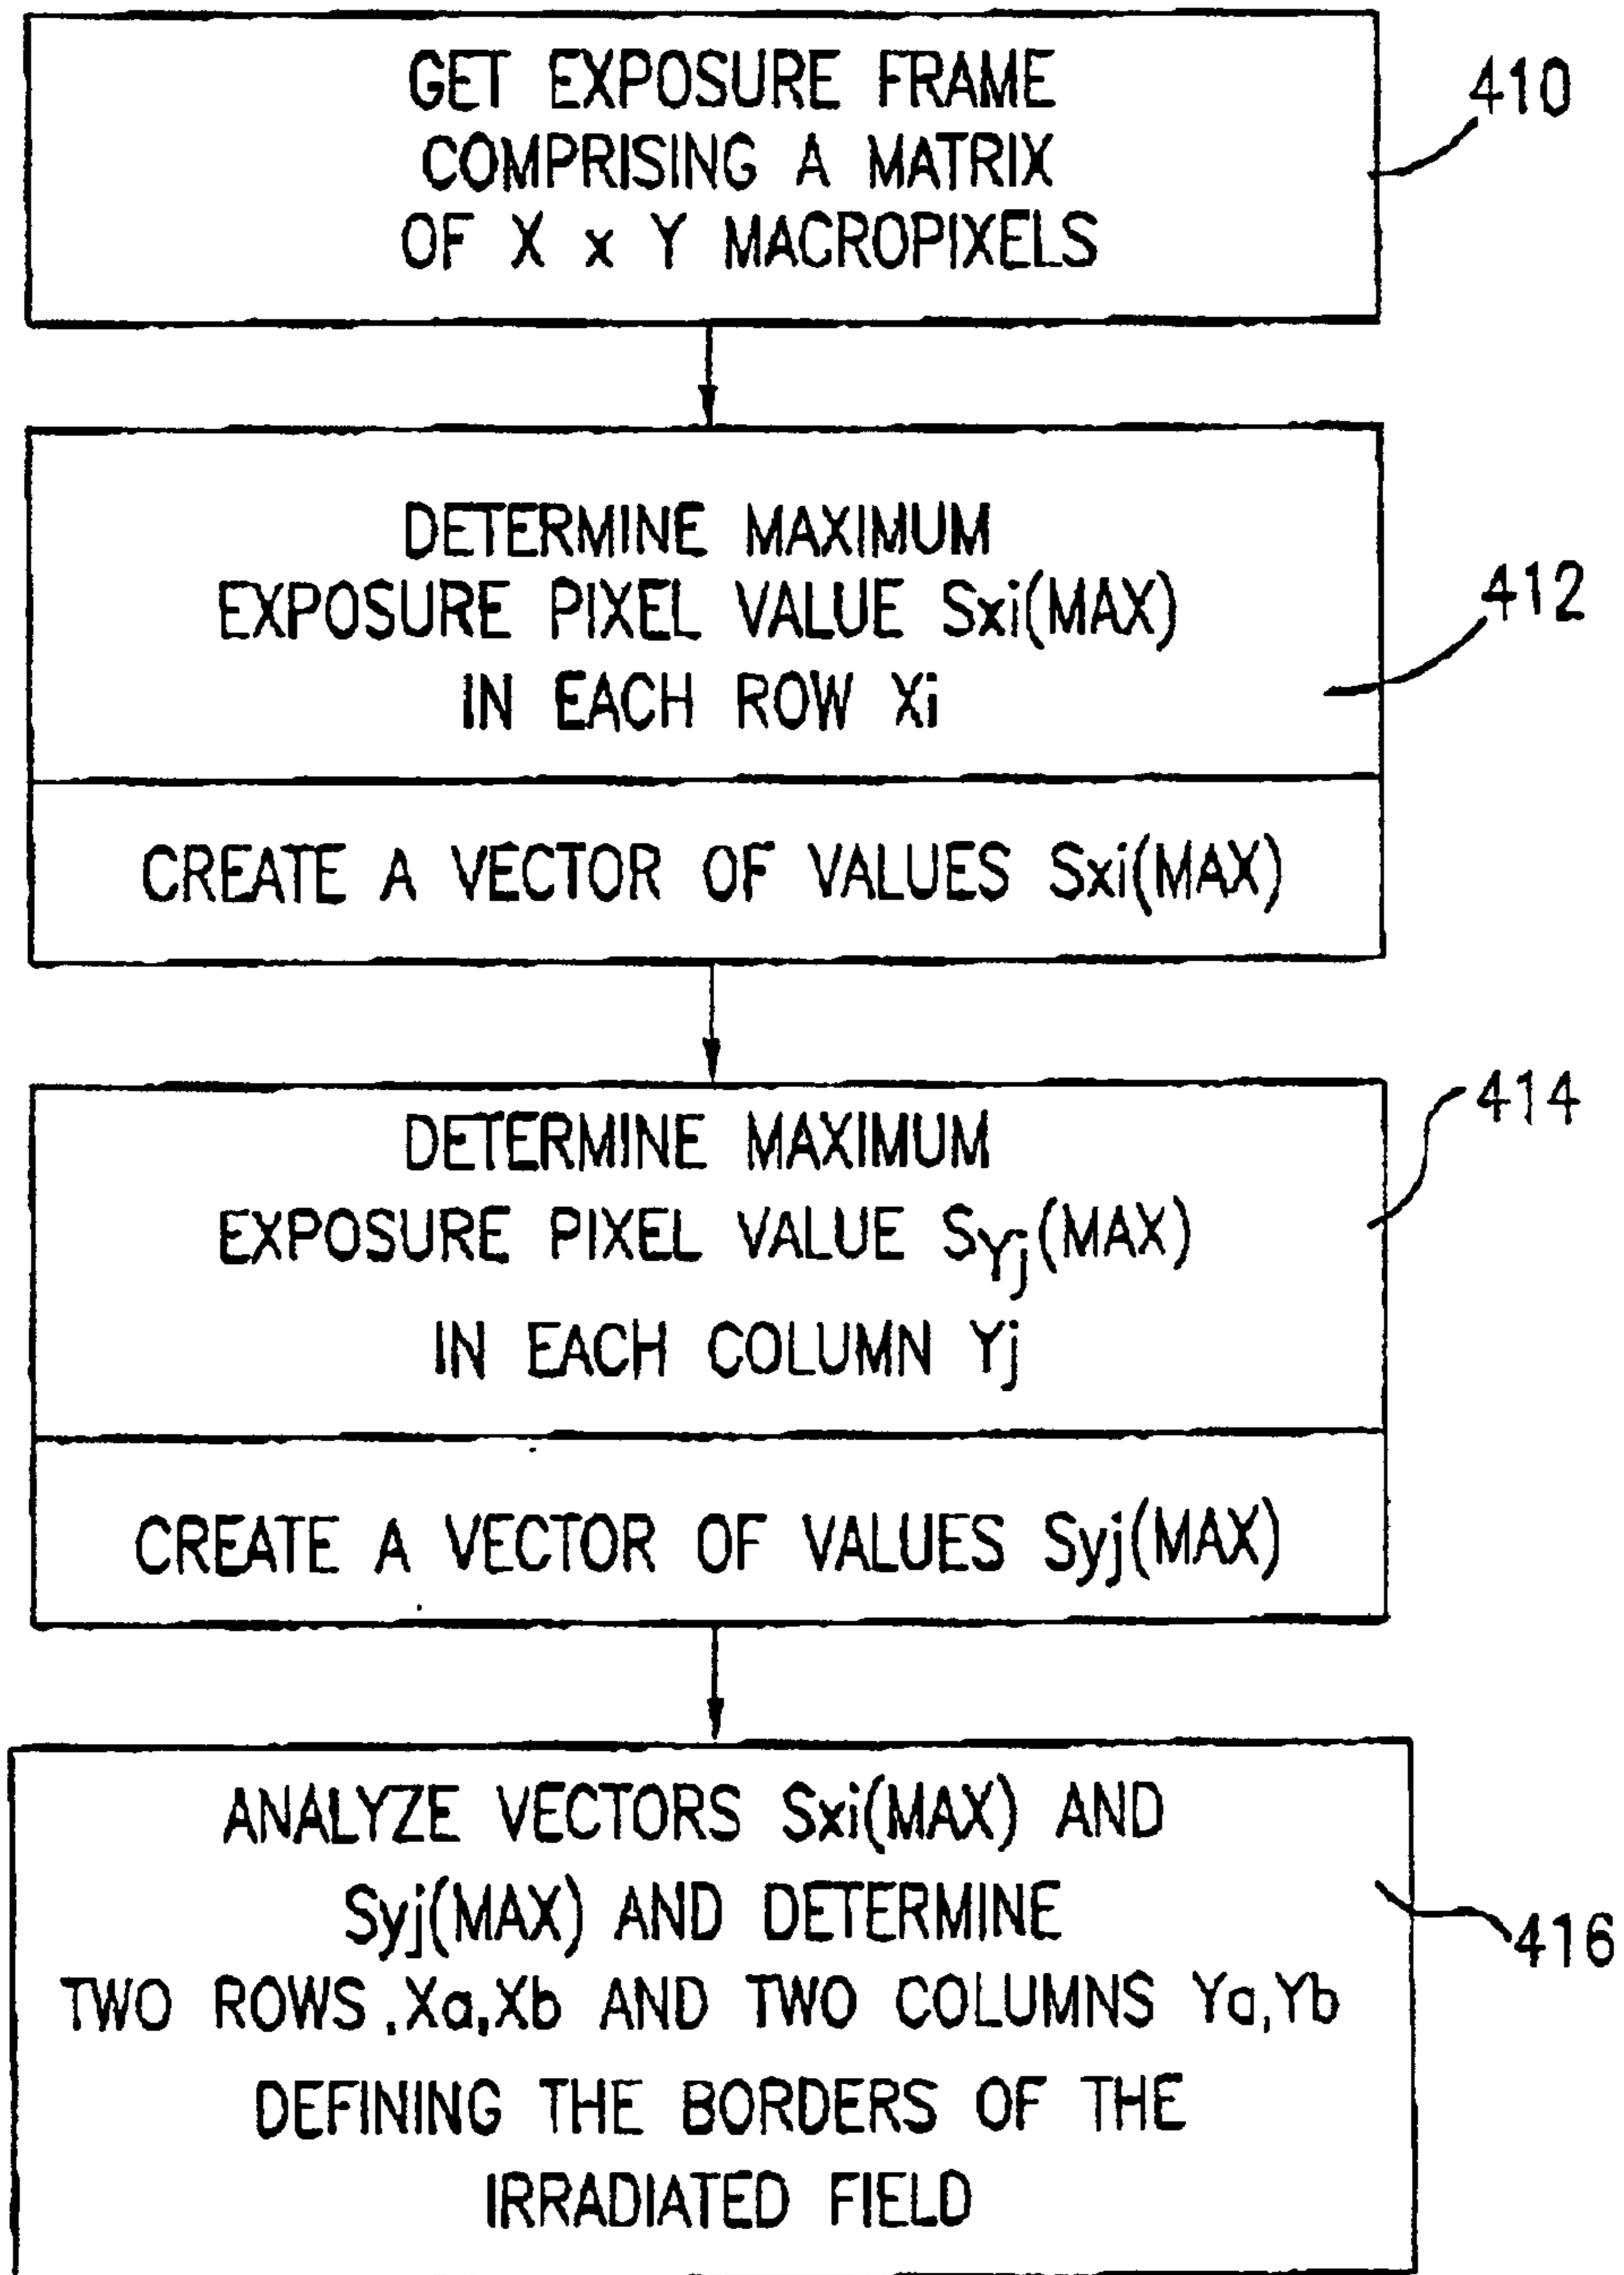 GET EXPOSURE FRAME
COMPRISING A MATRIX
OF X x Y MACROPIXELS
410
DETERMINE MAXIMUM
EXPOSURE PIXEL VALUE Sxi(MAX)
IN EACH ROW Xi
412
CREATE A VECTOR OF VALUES Sxi(MAX)
DETERMINE MAXIMUM
EXPOSURE PIXEL VALUE SYj(MAX)
IN EACH COLUMN Yj
414
CREATE A VECTOR OF VALUES Syj(MAX)
ANALYZE VECTORS Sxi(MAX) AND
Syj(MAX) AND DETERMINE
TWO ROWS .Xa,Xb AND TWO COLUMNS Ya,Yb
DEFINING THE BORDERS OF THE
IRRADIATED FIELD
416